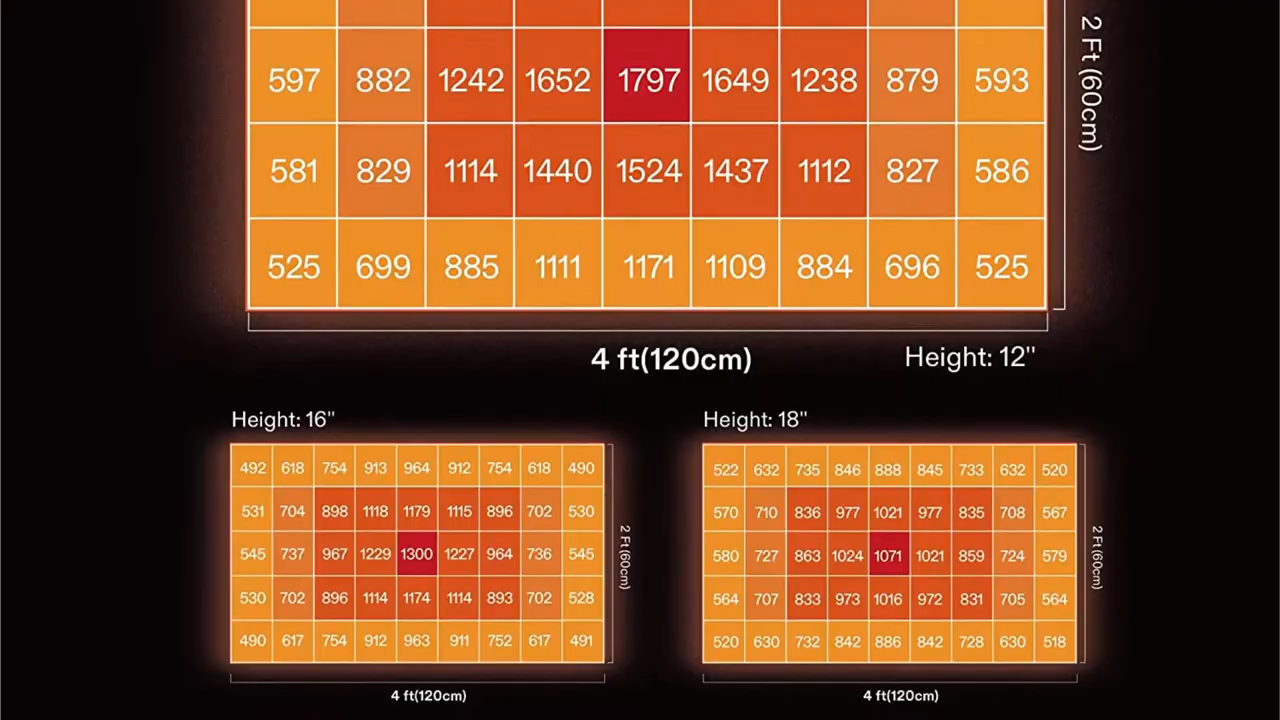 597 882 1242 1652 1797 1649 1238 879 593
581 829 1114 1440 1524 1437 1112 827 586
525 699 885 1111 1171 1109 884 696 525
2 Ft (60cm)
4 ft(120cm)
Height: 12"
Height: 16"
492 618 754 913 964 912 754 618 490
531 704 898 1118 1179 1115 896 702 530
545 737 967 1229 1300 1227 964 736 545
530 702 896 1114 1174 1114 893 702 528
490 617 754 912 963 911 752 617 491
2 Ft (60cm)
4 ft(120cm)
Height: 18"
522 632 735 846 888 845 733 632 520
570 710 836 977 1021 977 835 708 567
580 727 863 1024 1071 1021 859 724 579
564 707 833 973 1016 972 831 705 564
520 630 732 842 886 842 728 630 518
2 Ft (60cm)
4 ft(120cm)